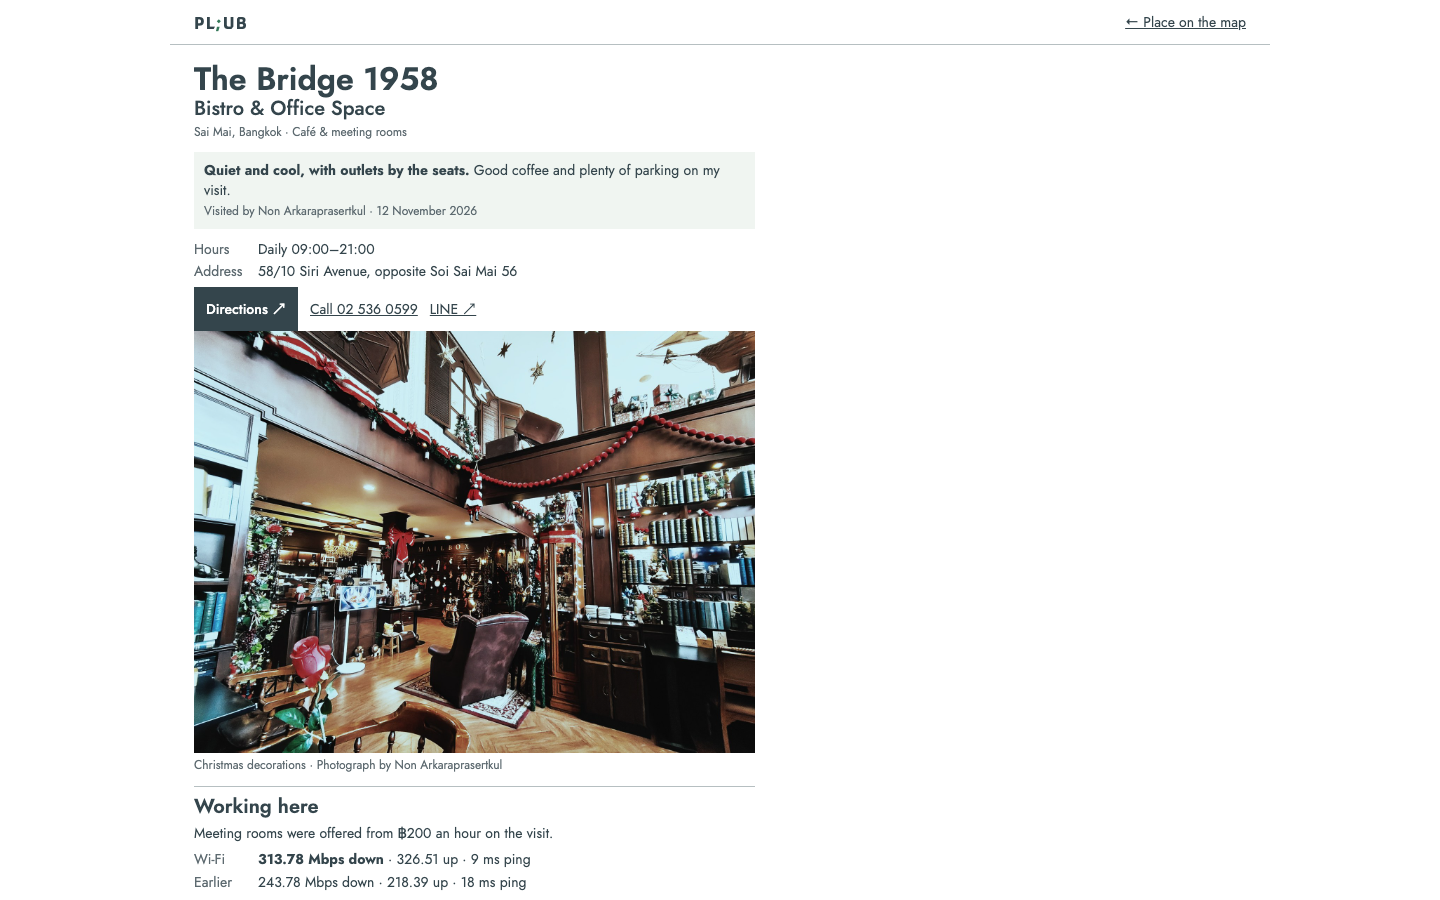 PL;UB
← Place on the map
The Bridge 1958
Bistro & Office Space
Sai Mai, Bangkok · Café & meeting rooms
Quiet and cool, with outlets by the seats. Good coffee and plenty of parking on my
visit.
Visited by Non Arkaraprasertkul · 12 November 2026
Hours Daily 09:00–21:00
Address 58/10 Siri Avenue, opposite Soi Sai Mai 56
Directions ↗ Call 02 536 0599 LINE ↗
MAILBOX
Christmas decorations · Photograph by Non Arkaraprasertkul
Working here
Meeting rooms were offered from ฿200 an hour on the visit.
Wi-Fi 313.78 Mbps down · 326.51 up · 9 ms ping
Earlier 243.78 Mbps down · 218.39 up · 18 ms ping